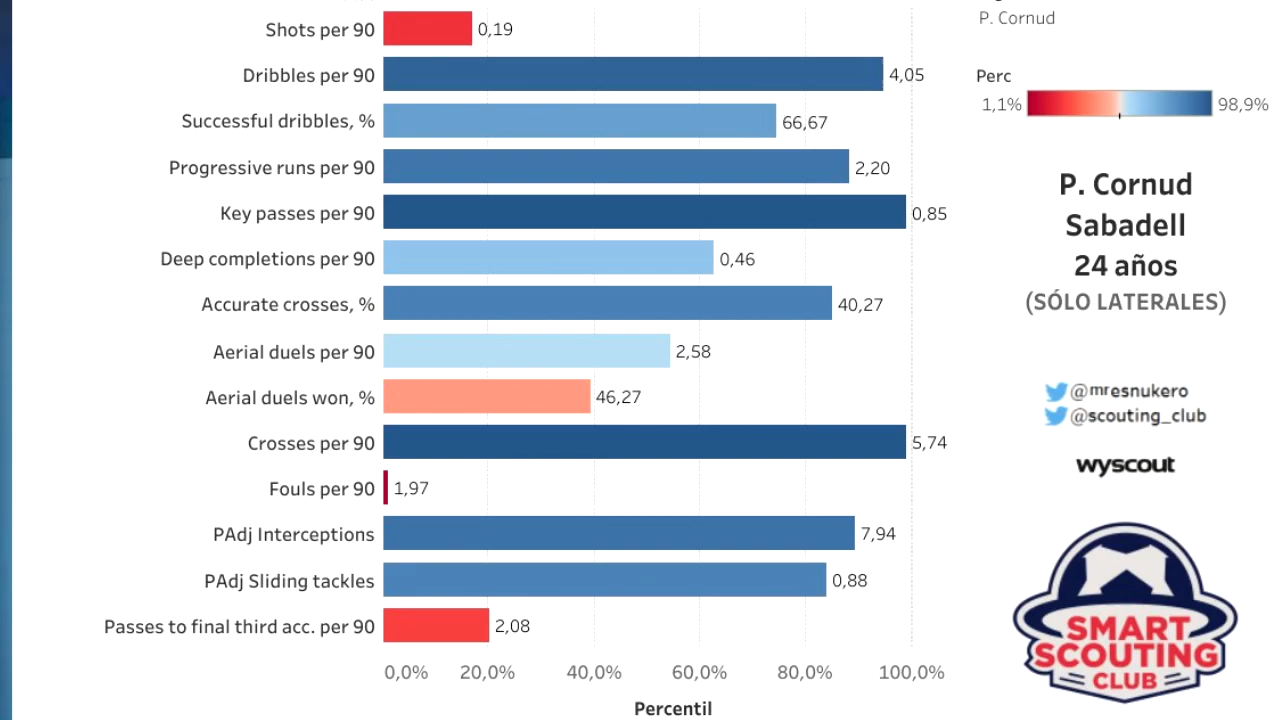 Shots per 90 0,19
Dribbles per 90 4,05
Successful dribbles, % 66,67
Progressive runs per 90 2,20
Key passes per 90 0,85
Deep completions per 90 0,46
Accurate crosses, % 40,27
Aerial duels per 90 2,58
Aerial duels won, % 46,27
Crosses per 90 5,74
Fouls per 90 1,97
PAdj Interceptions 7,94
PAdj Sliding tackles 0,88
Passes to final third acc. per 90 2,08
0,0% 20,0% 40,0% 60,0% 80,0% 100,0%
Percentil
P. Cornud
Perc
1,1% 98,9%
P. Cornud
Sabadell
24 años
(SÓLO LATERALES)
@mresnukero
@scouting_club
wyscout
SMART
SCOUTING
CLUB